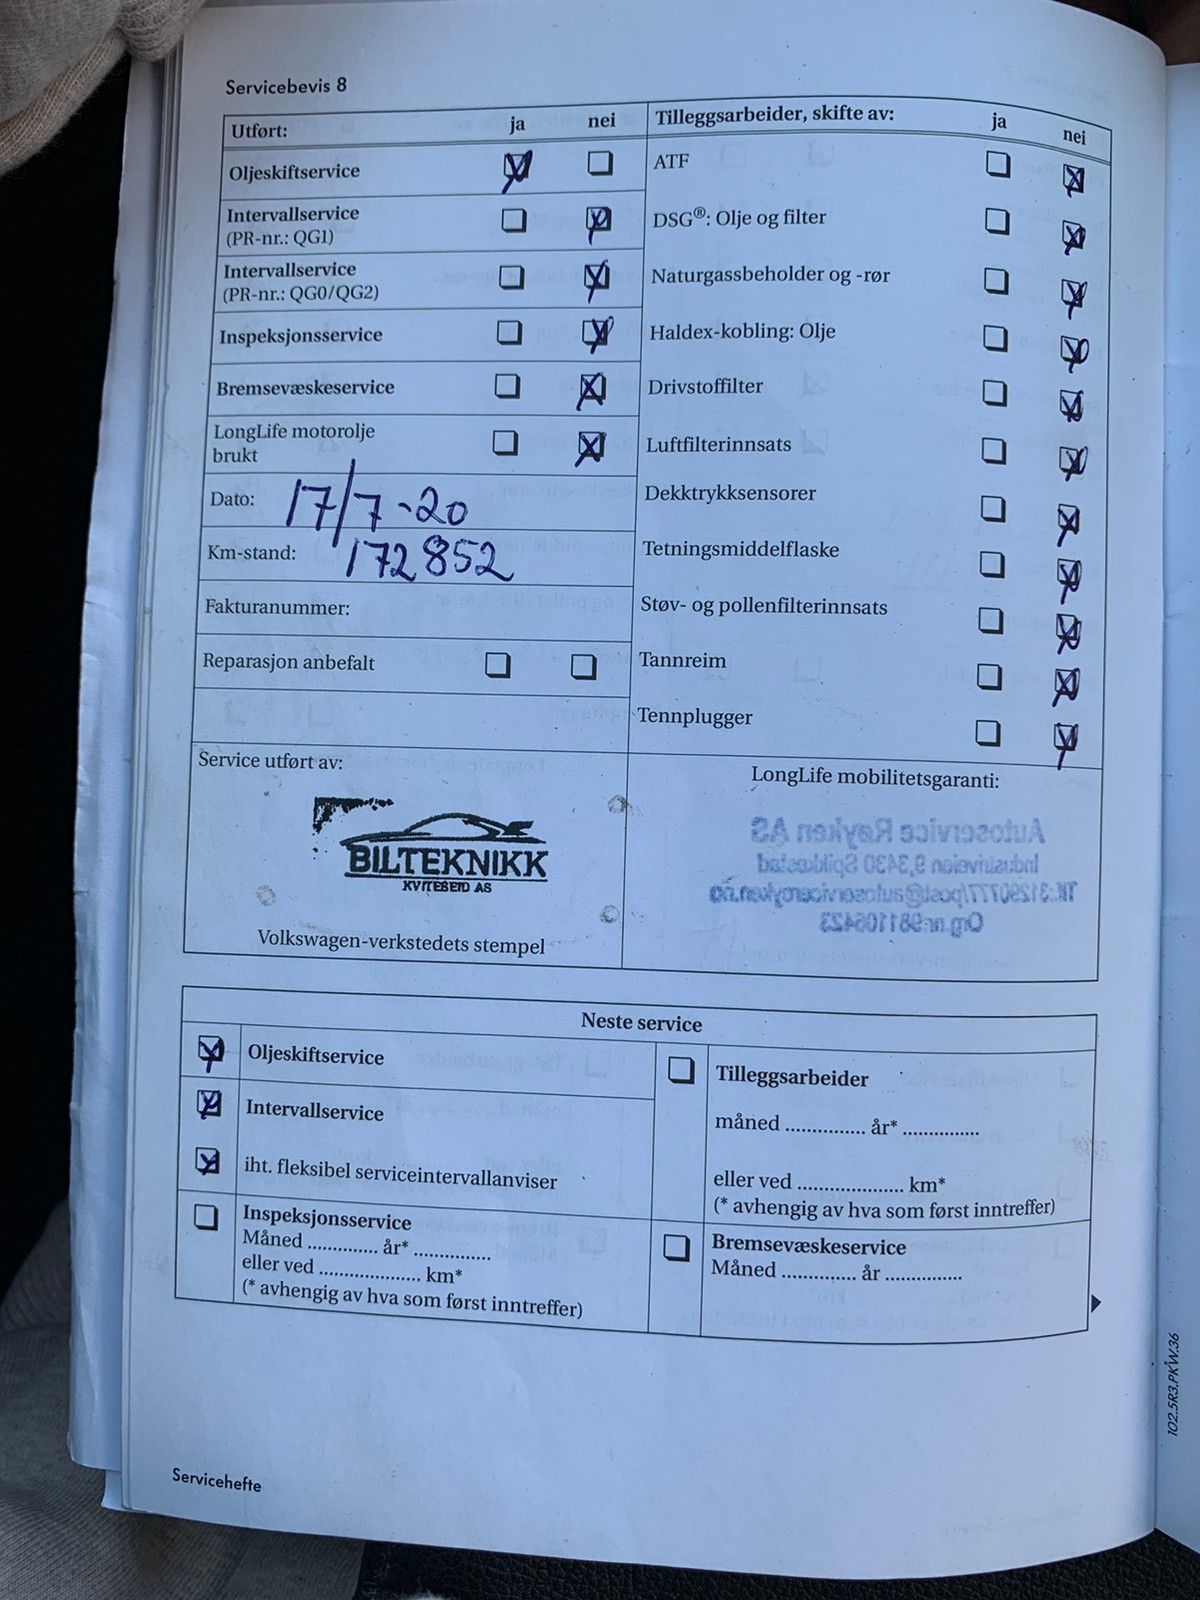 Servicebevis 8
Utført: ja nei
Oljeskiftservice
Intervallservice
(PR-nr.: QG1)
Intervallservice
(PR-nr.: QG0/QG2)
Inspeksjonsservice
Bremsevæskeservice
LongLife motorolje
brukt
Dato: 17/7-20
Km-stand: 172852
Fakturanummer:
Reparasjon anbefalt
Tilleggsarbeider, skifte av: ja nei
ATF
DSG®: Olje og filter
Naturgassbeholder og -rør
Haldex-kobling: Olje
Drivstoffilter
Luftfilterinnsats
Dekktrykksensorer
Tetningsmiddelflaske
Støv- og pollenfilterinnsats
Tannreim
Tennplugger
Service utført av:
BILTEKNIKK
KVITESEID AS
Volkswagen-verkstedets stempel
LongLife mobilitetsgaranti:
Autoservice Røyken AS
Industriveien 9, 3430 Spikkestad
Org.nr.981106423
Neste service
Oljeskiftservice
Intervallservice
iht. fleksibel serviceintervallanviser
Inspeksjonsservice
Måned ............. år* ..............
eller ved .................... km*
(* avhengig av hva som først inntreffer)
Tilleggsarbeider
måned .............. år* .............
eller ved .................... km*
(* avhengig av hva som først inntreffer)
Bremsevæskeservice
Måned ............. år .............
Servicehefte
102.5R3.PKW.36